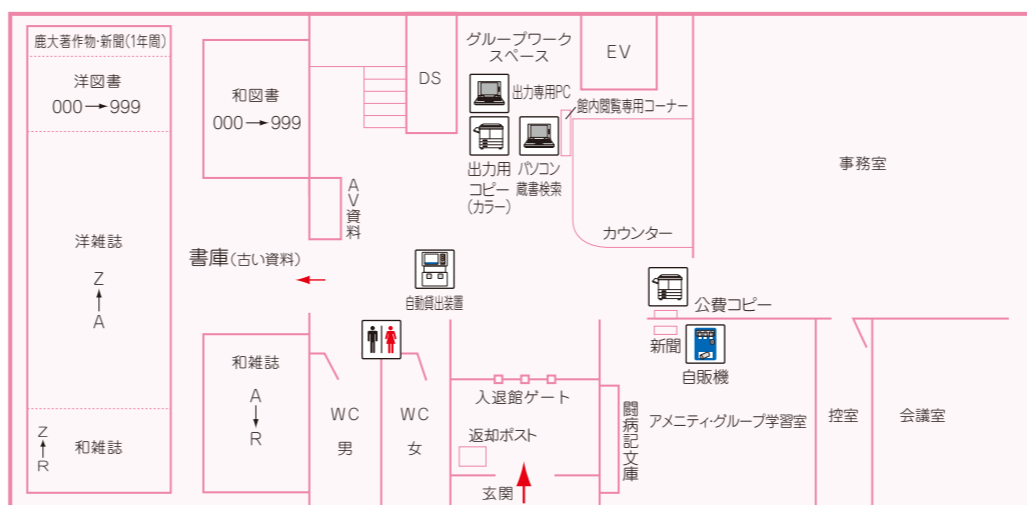 鹿大著作物・新聞(1年間)
洋図書
000→999
洋雑誌
Z
A
Z
R
和雑誌
和図書
000→999
AV資料
書庫(古い資料)
和雑誌
A
R
DS
グループワーク
スペース
出力専用PC
出力用
コピー
(カラー)
パソコン
蔵書検索
EV
館内閲覧専用コーナー
カウンター
事務室
自動貸出装置
WC
男
WC
女
入退館ゲート
返却ポスト
玄関
闘病記文庫
公費コピー
新聞
自販機
アメニティ・グループ学習室
控室
会議室